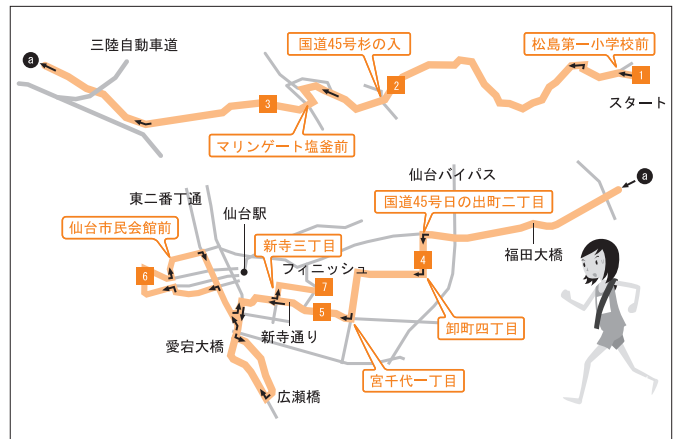 三陸自動車道
国道45号杉の入
松島第一小学校前
a
1
2
スタート
3
マリンゲート塩釜前
仙台バイパス
a
東二番丁通
国道45号日の出町二丁目
仙台駅
仙台市民会館前
新寺三丁目
福田大橋
4
フィニッシュ
6
7
5
卸町四丁目
新寺通り
愛宕大橋
宮千代一丁目
広瀬橋